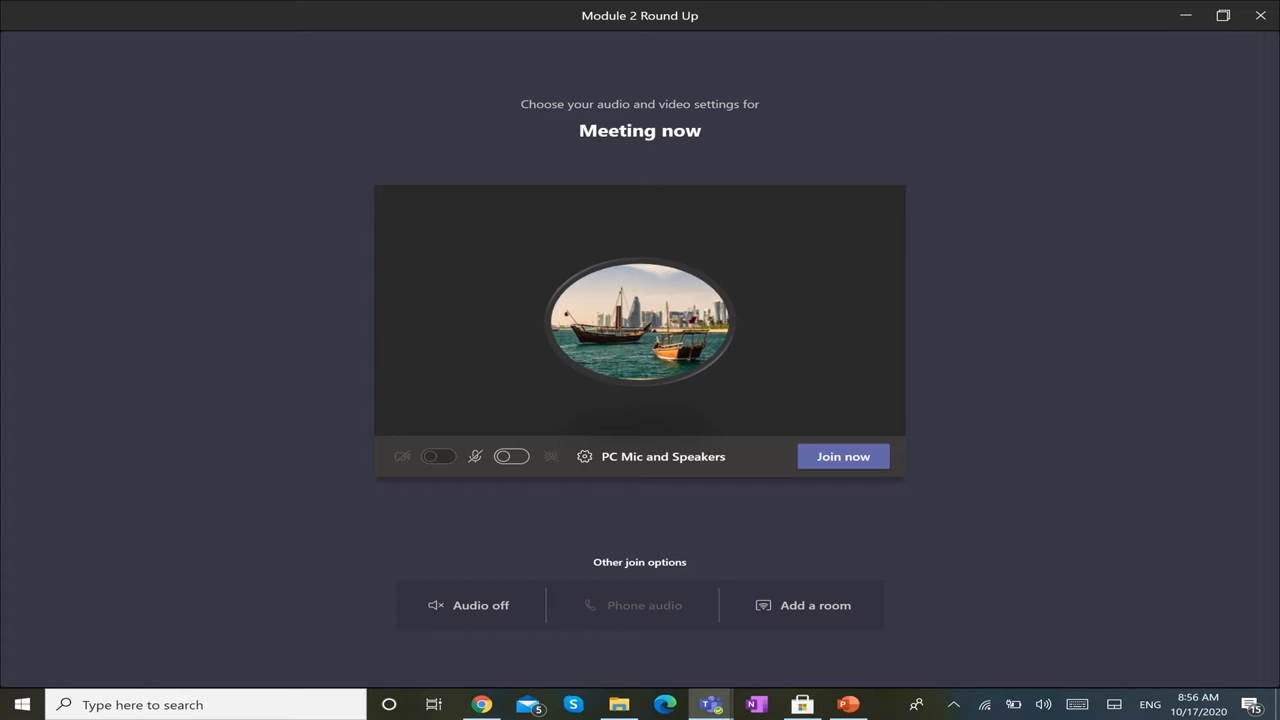 Module 2 Round Up
Choose your audio and video settings for
Meeting now
PC Mic and Speakers
Join now
Other join options
Audio off
Phone audio
Add a room
Type here to search
5
ENG
8:56 AM
10/17/2020
15